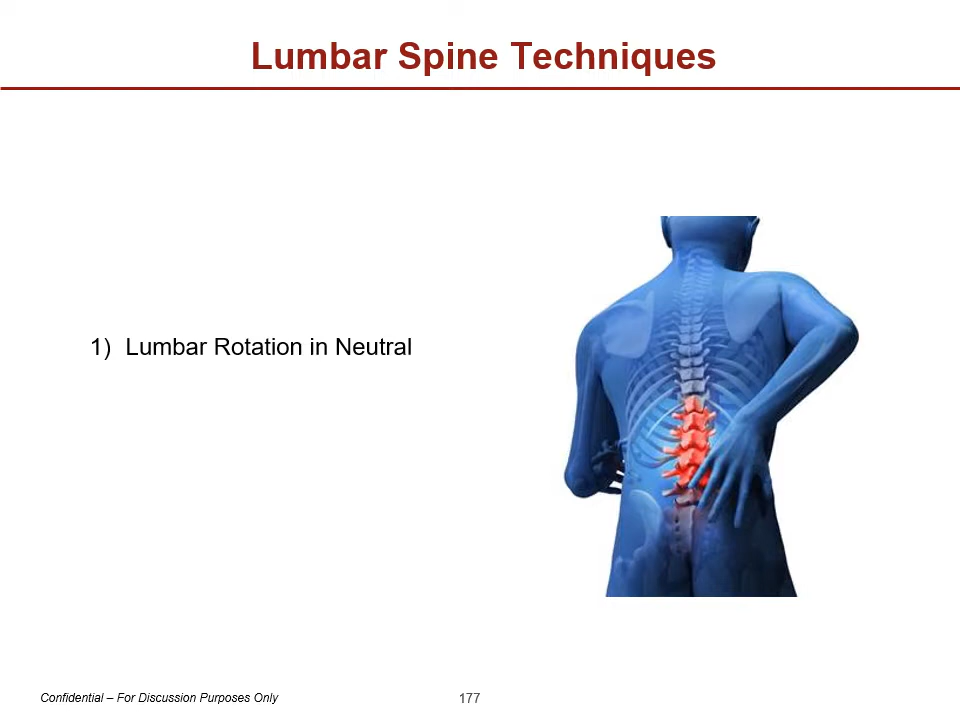 Lumbar Spine Techniques
1) Lumbar Rotation in Neutral
Confidential – For Discussion Purposes Only
177